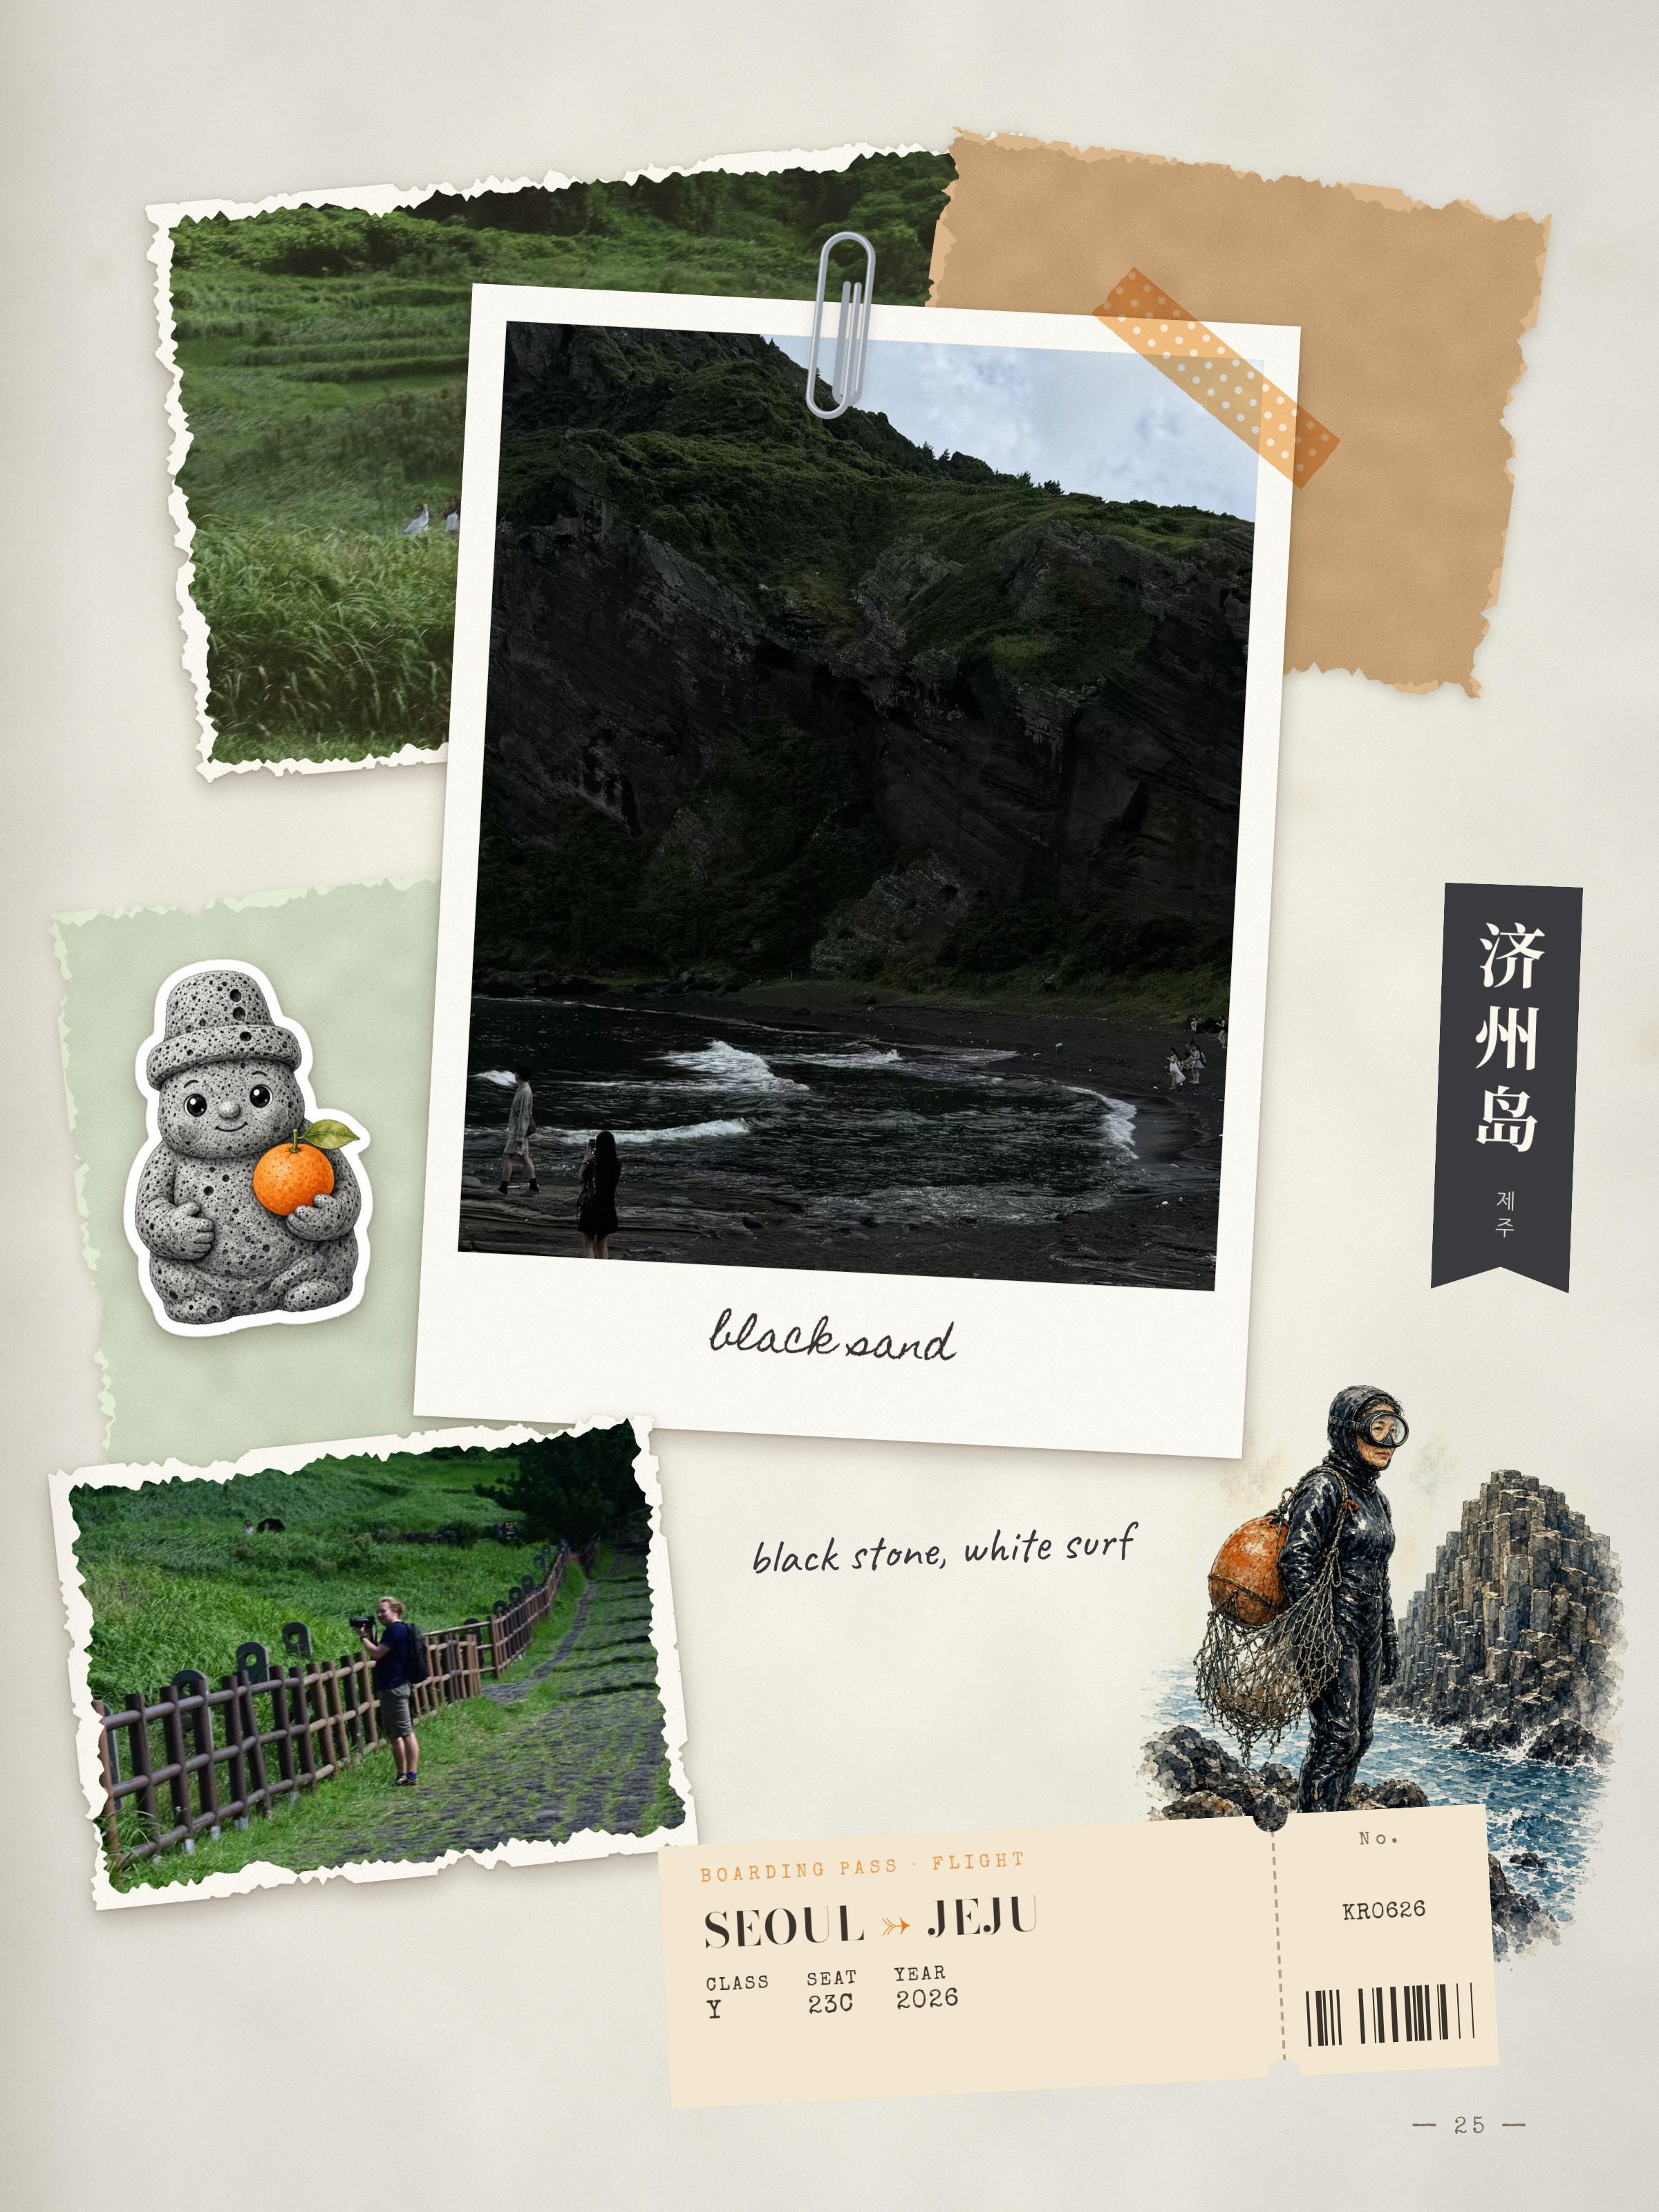 济州岛
제주
black sand
black stone, white surf
BOARDING PASS · FLIGHT
SEOUL ➳ JEJU
CLASS SEAT YEAR
Y 23C 2026
No.
KR0626
— 25 —